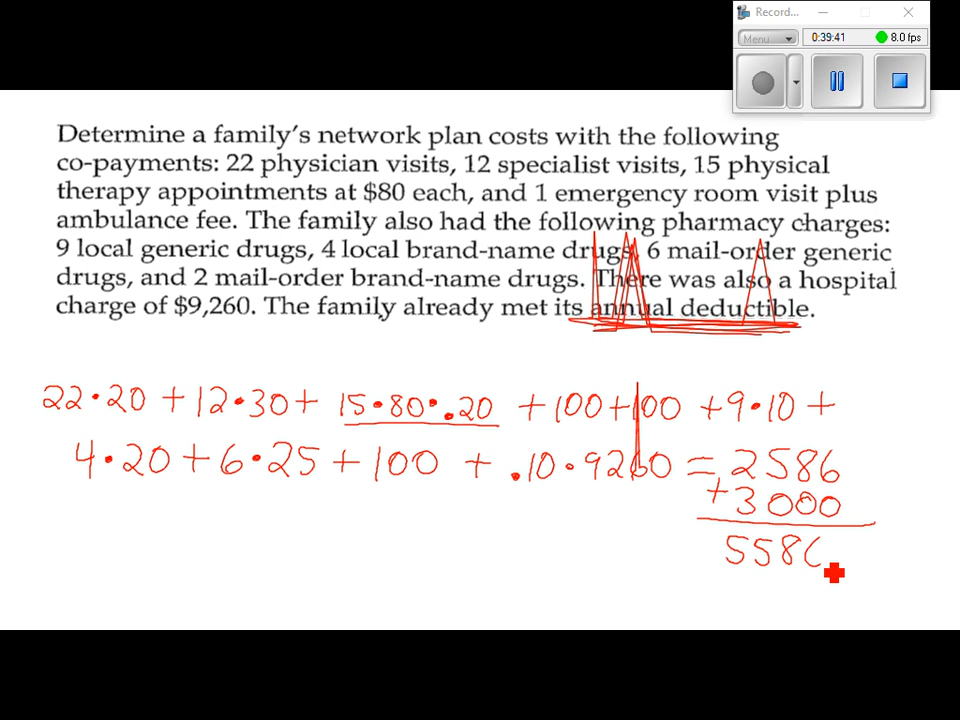 Record...
Menu
0:39:41
8.0 fps
Determine a family's network plan costs with the following
co-payments: 22 physician visits, 12 specialist visits, 15 physical
therapy appointments at $80 each, and 1 emergency room visit plus
ambulance fee. The family also had the following pharmacy charges:
9 local generic drugs, 4 local brand-name drugs, 6 mail-order generic
drugs, and 2 mail-order brand-name drugs. There was also a hospital
charge of $9,260. The family already met its annual deductible.
22·20 + 12·30 + 15·80·.20 + 100 + 100 + 9·10 +
4·20 + 6·25 + 100 + .10·9260 = 2586
+3000
5586